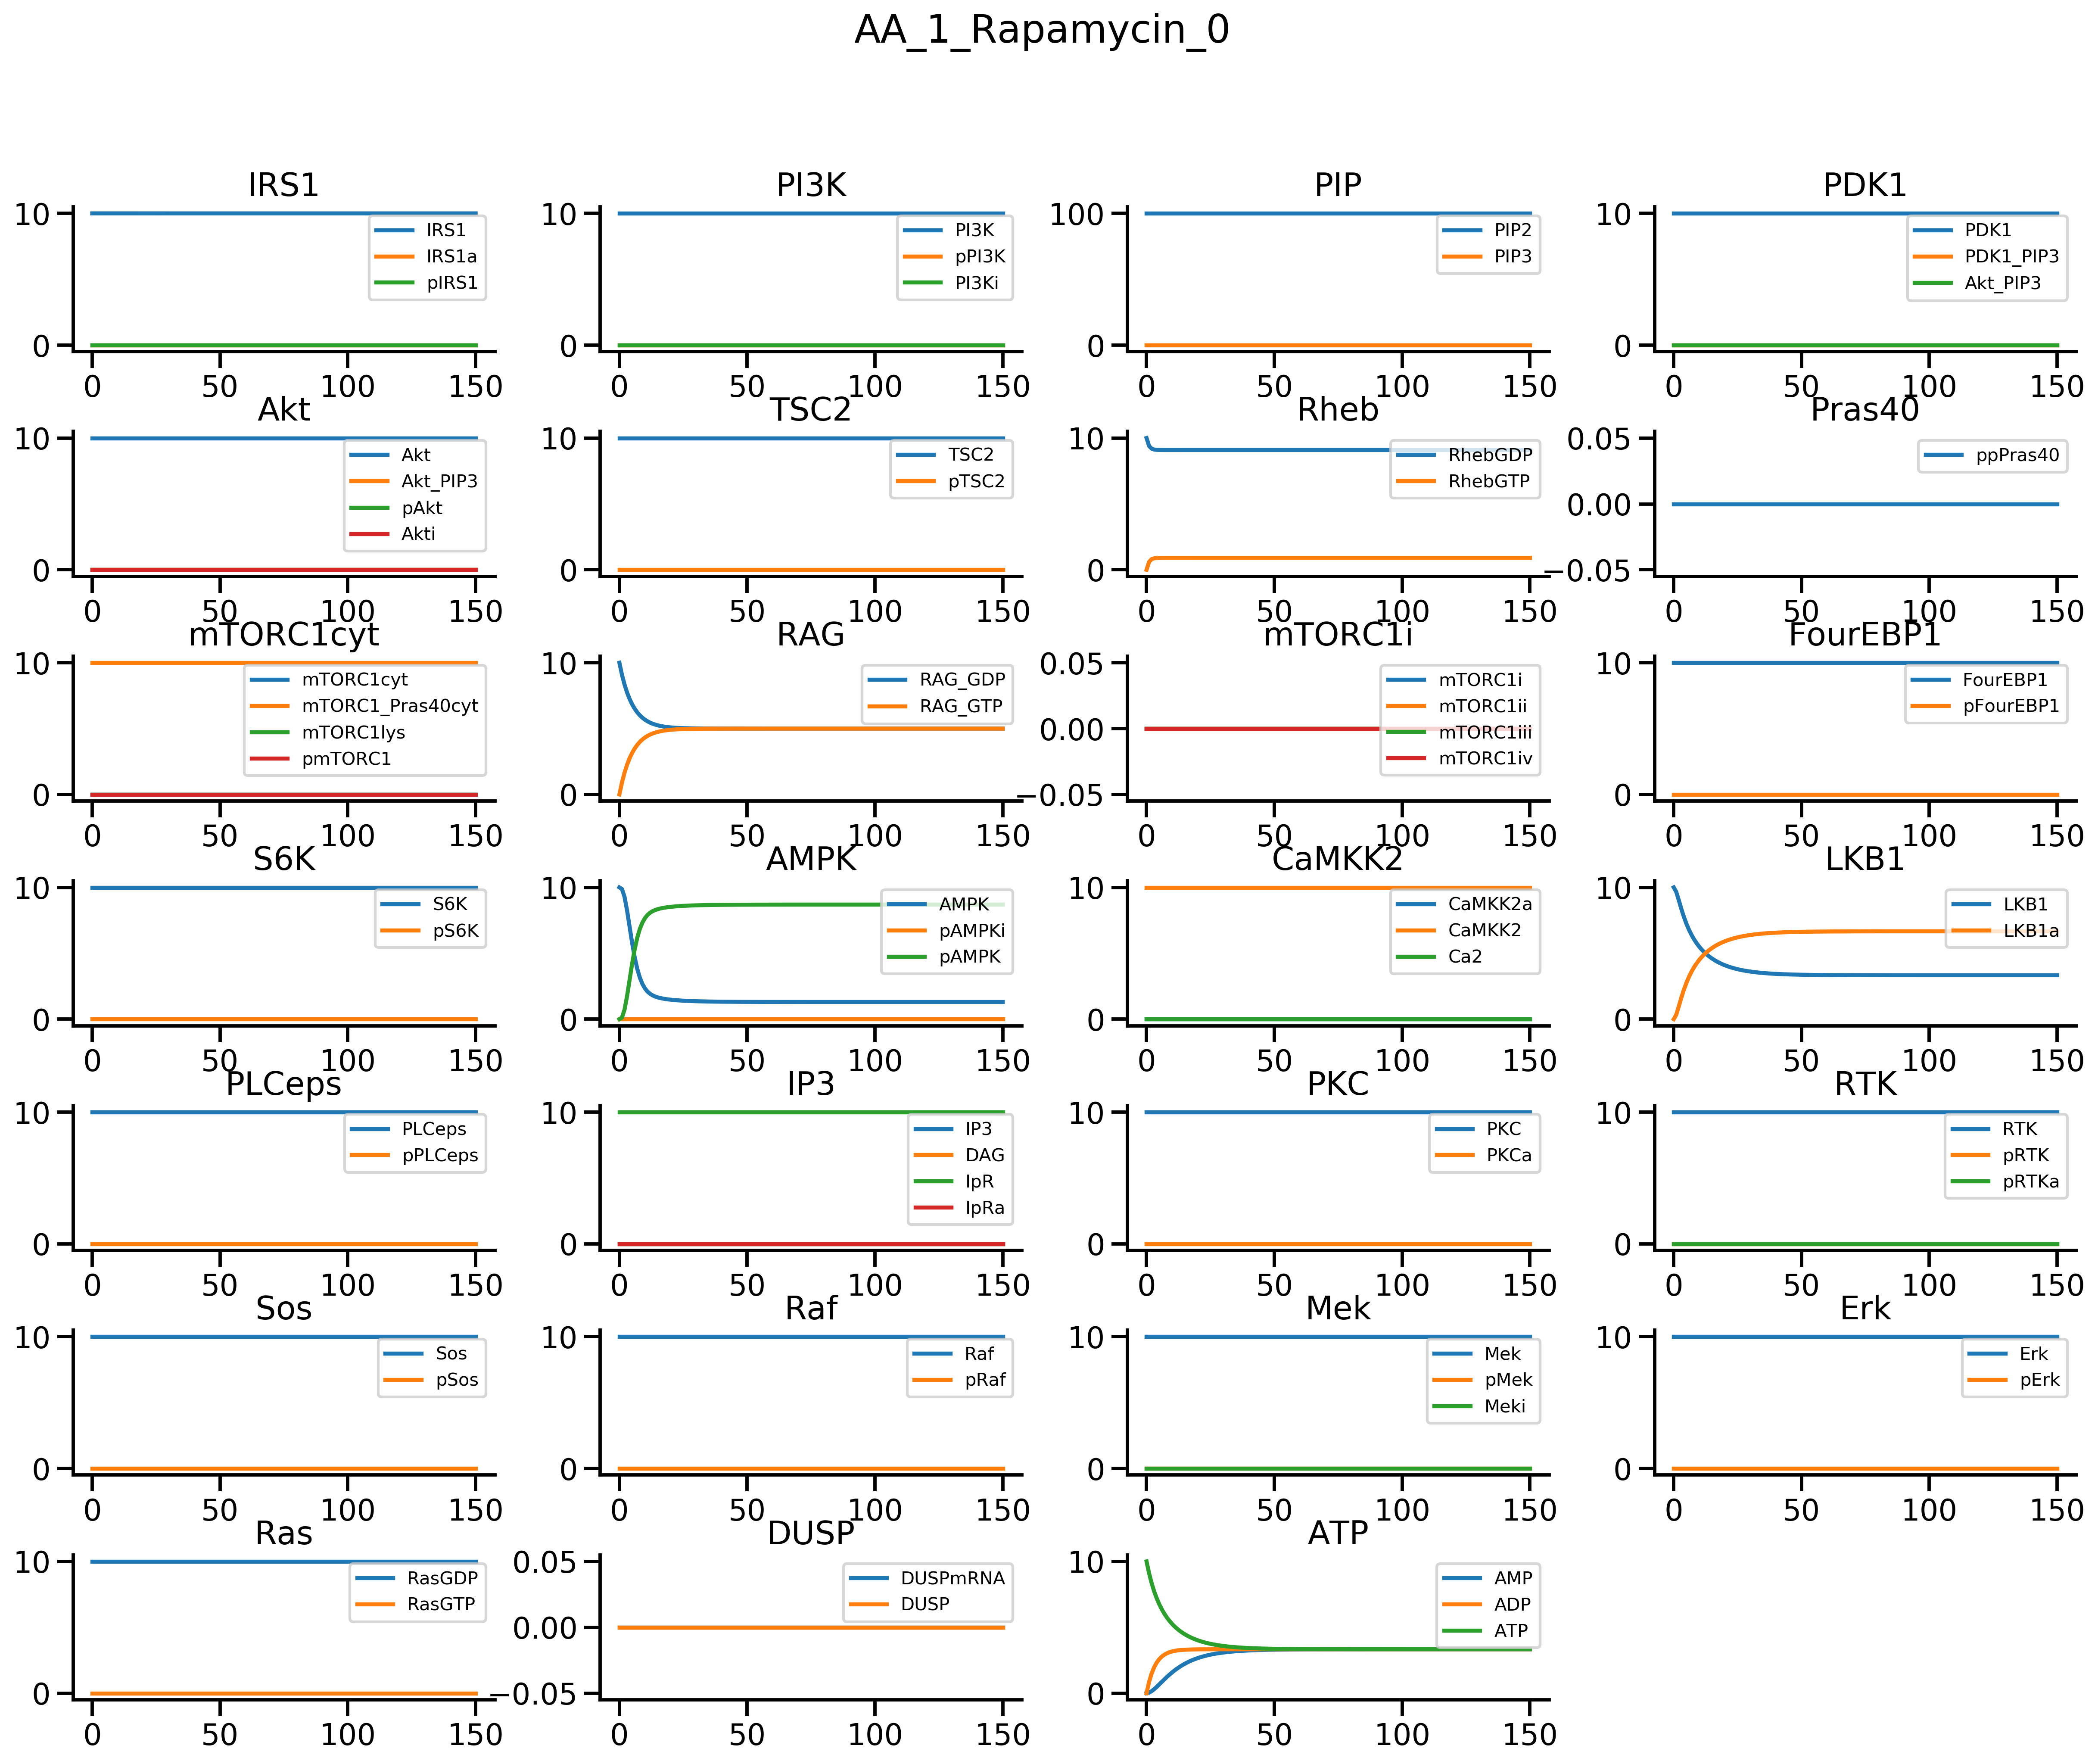 AA_1_Rapamycin_0
IRS1
10
0
0 50 100 150
IRS1
IRS1a
pIRS1
PI3K
10
0
0 50 100 150
PI3K
pPI3K
PI3Ki
PIP
100
0
0 50 100 150
PIP2
PIP3
PDK1
10
0
0 50 100 150
PDK1
PDK1_PIP3
Akt_PIP3
Akt
10
0
0 50 100 150
Akt
Akt_PIP3
pAkt
Akti
TSC2
10
0
0 50 100 150
TSC2
pTSC2
Rheb
10
0
0 50 100 150
RhebGDP
RhebGTP
Pras40
0.05
0.00
−0.05
0 50 100 150
ppPras40
mTORC1cyt
10
0
0 50 100 150
mTORC1cyt
mTORC1_Pras40cyt
mTORC1lys
pmTORC1
RAG
10
0
0 50 100 150
RAG_GDP
RAG_GTP
mTORC1i
0.05
0.00
−0.05
0 50 100 150
mTORC1i
mTORC1ii
mTORC1iii
mTORC1iv
FourEBP1
10
0
0 50 100 150
FourEBP1
pFourEBP1
S6K
10
0
0 50 100 150
S6K
pS6K
AMPK
10
0
0 50 100 150
AMPK
pAMPKi
pAMPK
CaMKK2
10
0
0 50 100 150
CaMKK2a
CaMKK2
Ca2
LKB1
10
0
0 50 100 150
LKB1
LKB1a
PLCeps
10
0
0 50 100 150
PLCeps
pPLCeps
IP3
10
0
0 50 100 150
IP3
DAG
IpR
IpRa
PKC
10
0
0 50 100 150
PKC
PKCa
RTK
10
0
0 50 100 150
RTK
pRTK
pRTKa
Sos
10
0
0 50 100 150
Sos
pSos
Raf
10
0
0 50 100 150
Raf
pRaf
Mek
10
0
0 50 100 150
Mek
pMek
Meki
Erk
10
0
0 50 100 150
Erk
pErk
Ras
10
0
0 50 100 150
RasGDP
RasGTP
DUSP
0.05
0.00
−0.05
0 50 100 150
DUSPmRNA
DUSP
ATP
10
0
0 50 100 150
AMP
ADP
ATP